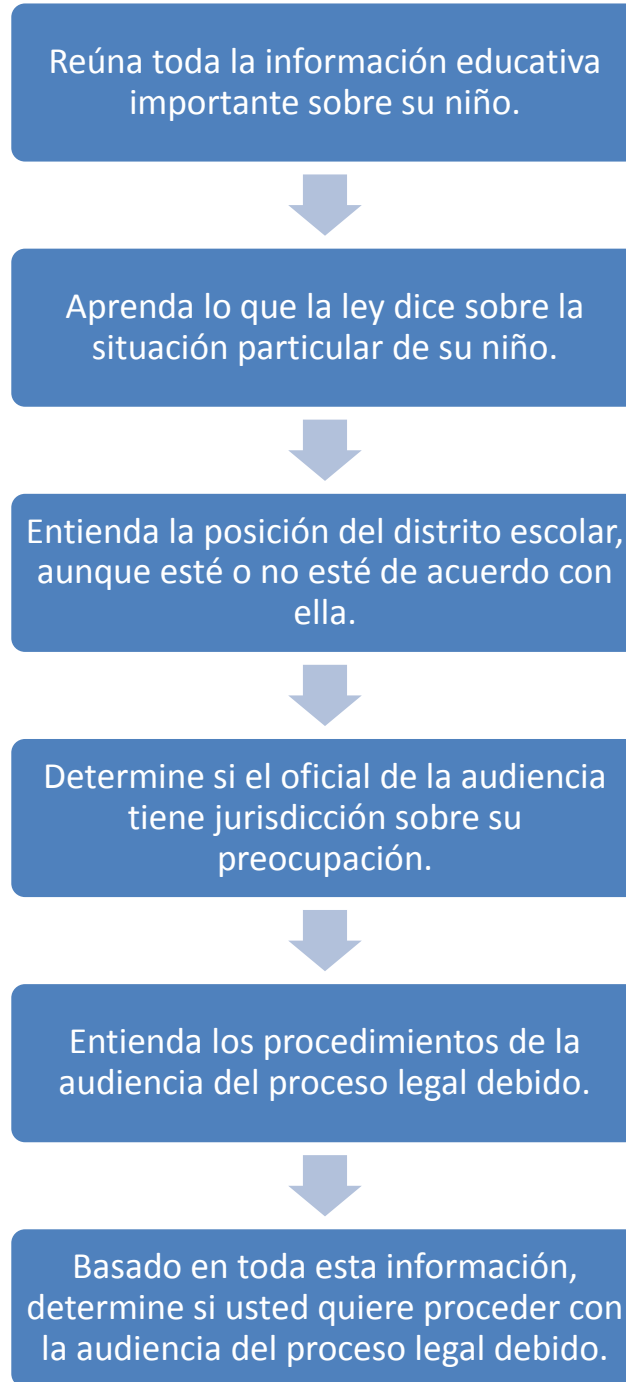 Reúna toda la información educativa
importante sobre su niño.
Aprenda lo que la ley dice sobre la
situación particular de su niño.
Entienda la posición del distrito escolar,
aunque esté o no esté de acuerdo con
ella.
Determine si el oficial de la audiencia
tiene jurisdicción sobre su
preocupación.
Entienda los procedimientos de la
audiencia del proceso legal debido.
Basado en toda esta información,
determine si usted quiere proceder con
la audiencia del proceso legal debido.